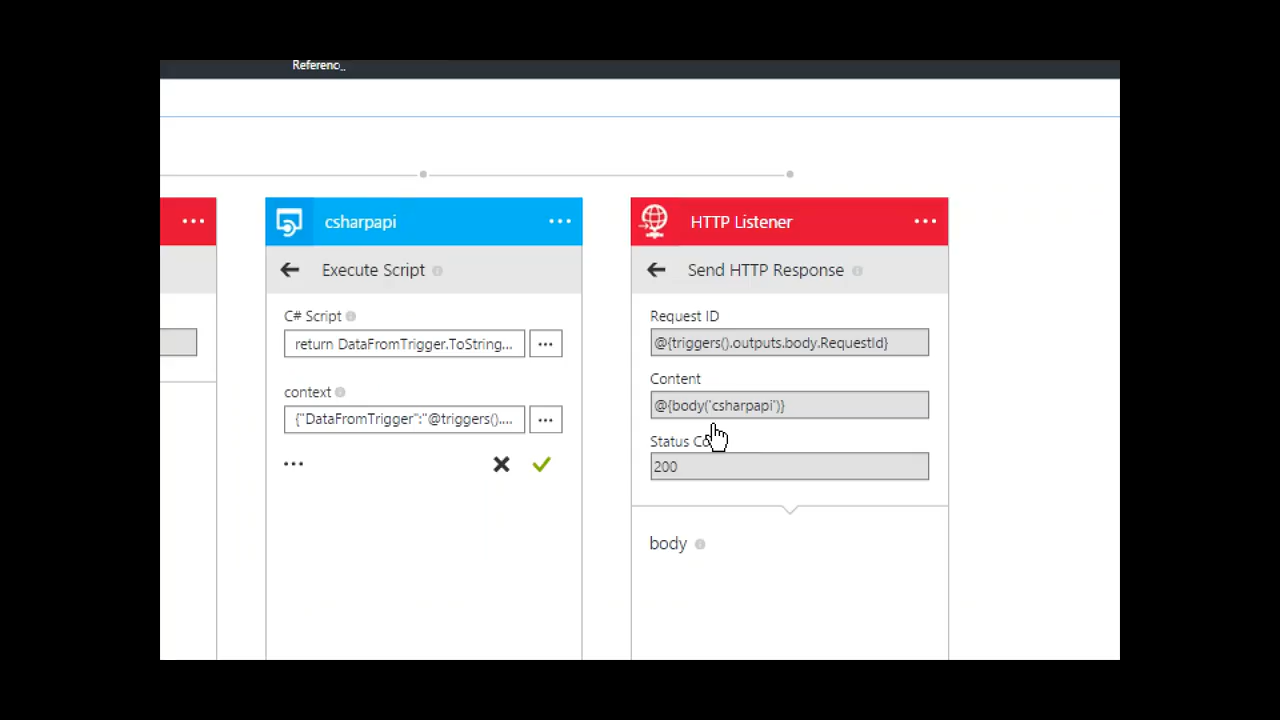 Referenc...
csharpapi
Execute Script
C# Script
return DataFromTrigger.ToString...
context
{"DataFromTrigger":"@triggers()....
HTTP Listener
Send HTTP Response
Request ID
@{triggers().outputs.body.RequestId}
Content
@{body('csharpapi')}
Status Co
200
body